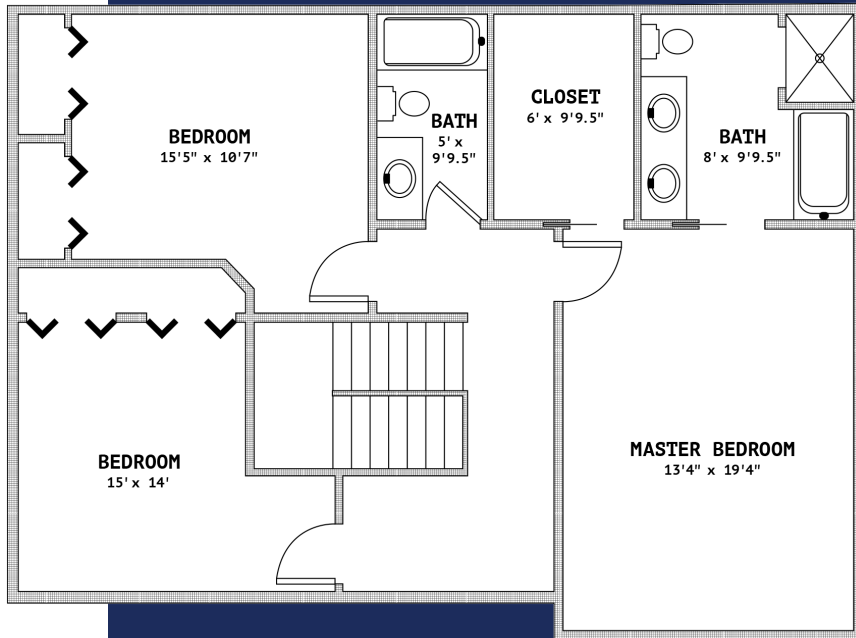 BEDROOM
15'5" x 10'7"
BATH
5' x
9'9.5"
CLOSET
6' x 9'9.5"
BATH
8' x 9'9.5"
BEDROOM
15' x 14'
MASTER BEDROOM
13'4" x 19'4"